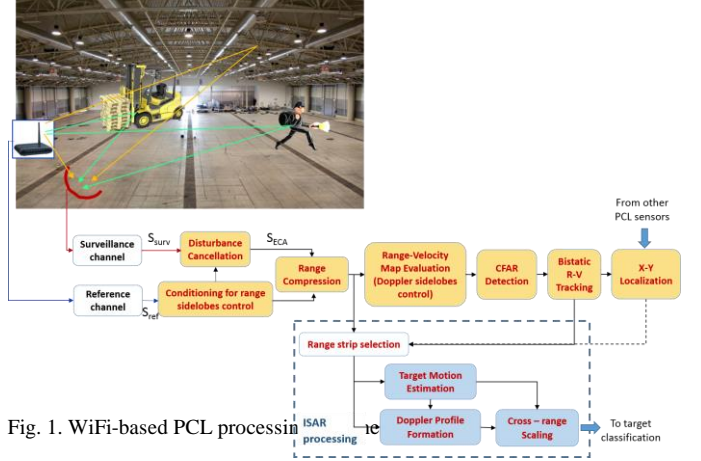 From other
PCL sensors
Surveillance
channel
S_surv
Disturbance
Cancellation
S_ECA
Range
Compression
Range-Velocity
Map Evaluation
(Doppler sidelobes
control)
CFAR
Detection
Bistatic
R-V
Tracking
X-Y
Localization
Reference
channel
S_ref
Conditioning for range
sidelobes control
Range strip selection
Target Motion
Estimation
ISAR
processing
Doppler Profile
Formation
Cross – range
Scaling
To target
classification
Fig. 1. WiFi-based PCL processin